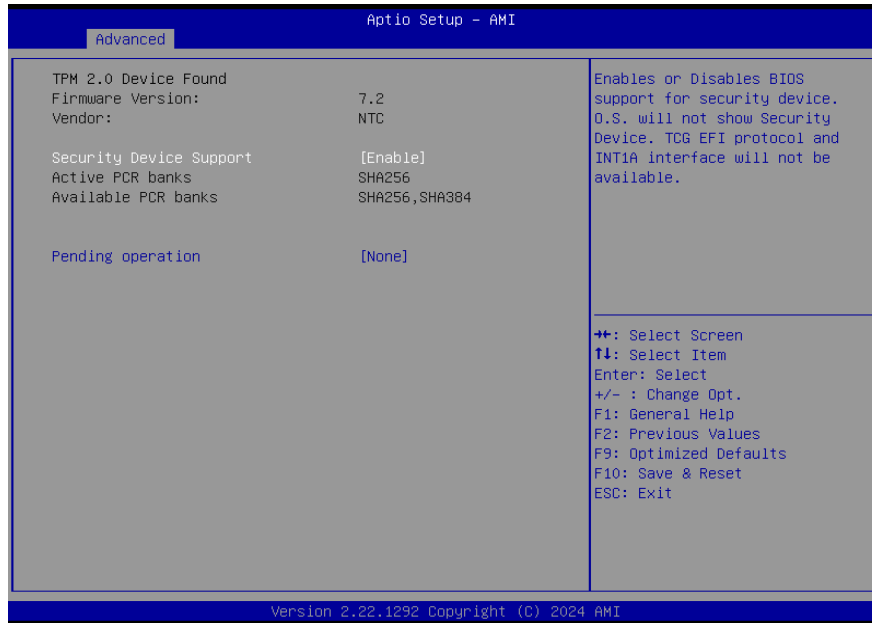 Aptio Setup – AMI
Advanced
TPM 2.0 Device Found
Firmware Version: 7.2
Vendor: NTC
Security Device Support [Enable]
Active PCR banks SHA256
Available PCR banks SHA256,SHA384
Pending operation [None]
Enables or Disables BIOS
support for security device.
O.S. will not show Security
Device. TCG EFI protocol and
INT1A interface will not be
available.
→←: Select Screen
↑↓: Select Item
Enter: Select
+/- : Change Opt.
F1: General Help
F2: Previous Values
F9: Optimized Defaults
F10: Save & Reset
ESC: Exit
Version 2.22.1292 Copyright (C) 2024 AMI